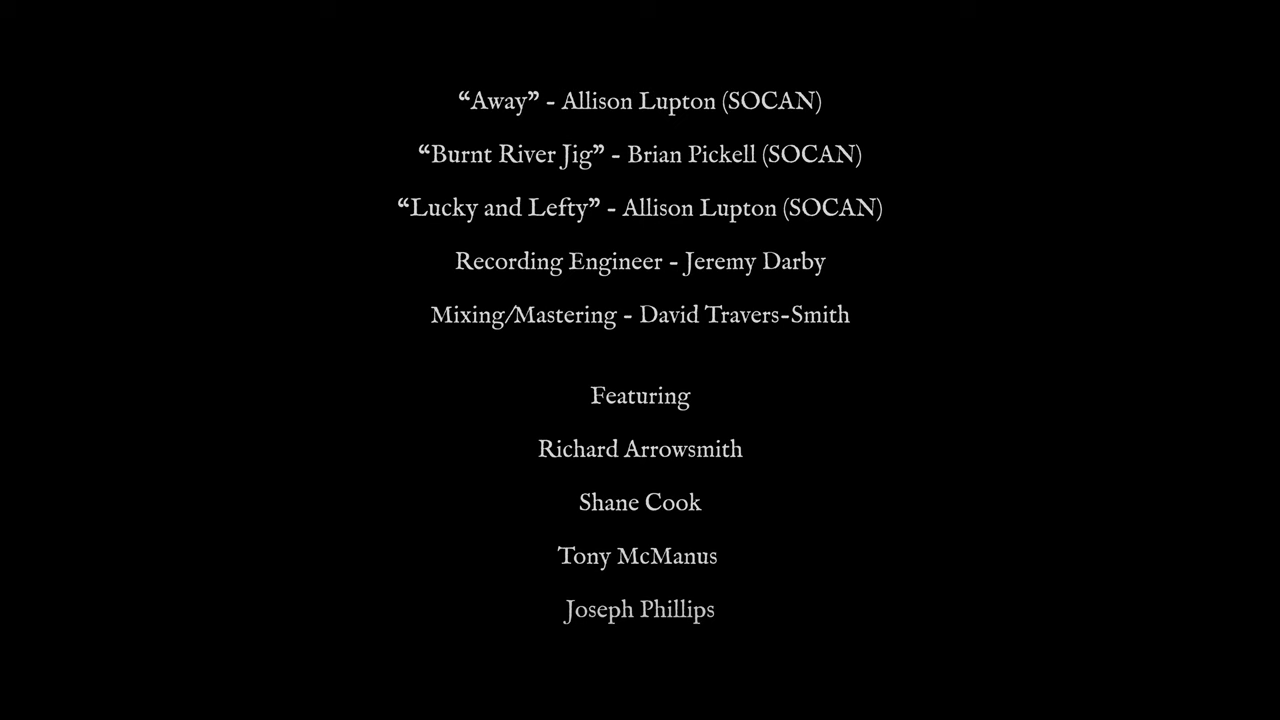 “Away” - Allison Lupton (SOCAN)
“Burnt River Jig” - Brian Pickell (SOCAN)
“Lucky and Lefty” - Allison Lupton (SOCAN)
Recording Engineer - Jeremy Darby
Mixing/Mastering - David Travers-Smith
Featuring
Richard Arrowsmith
Shane Cook
Tony McManus
Joseph Phillips